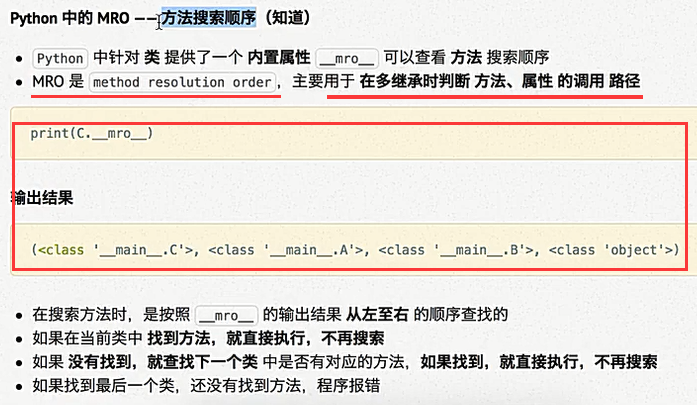 Python 中的 MRO —— 方法搜索顺序（知道）
Python 中针对 类 提供了一个 内置属性 __mro__ 可以查看 方法 搜索顺序
MRO 是 method resolution order，主要用于 在多继承时判断 方法、属性 的调用 路径
print(C.__mro__)
输出结果
(<class '__main__.C'>, <class '__main__.A'>, <class '__main__.B'>, <class 'object'>)
在搜索方法时，是按照 __mro__ 的输出结果 从左至右 的顺序查找的
如果在当前类中 找到方法，就直接执行，不再搜索
如果 没有找到，就查找下一个类 中是否有对应的方法，如果找到，就直接执行，不再搜索
如果找到最后一个类，还没有找到方法，程序报错